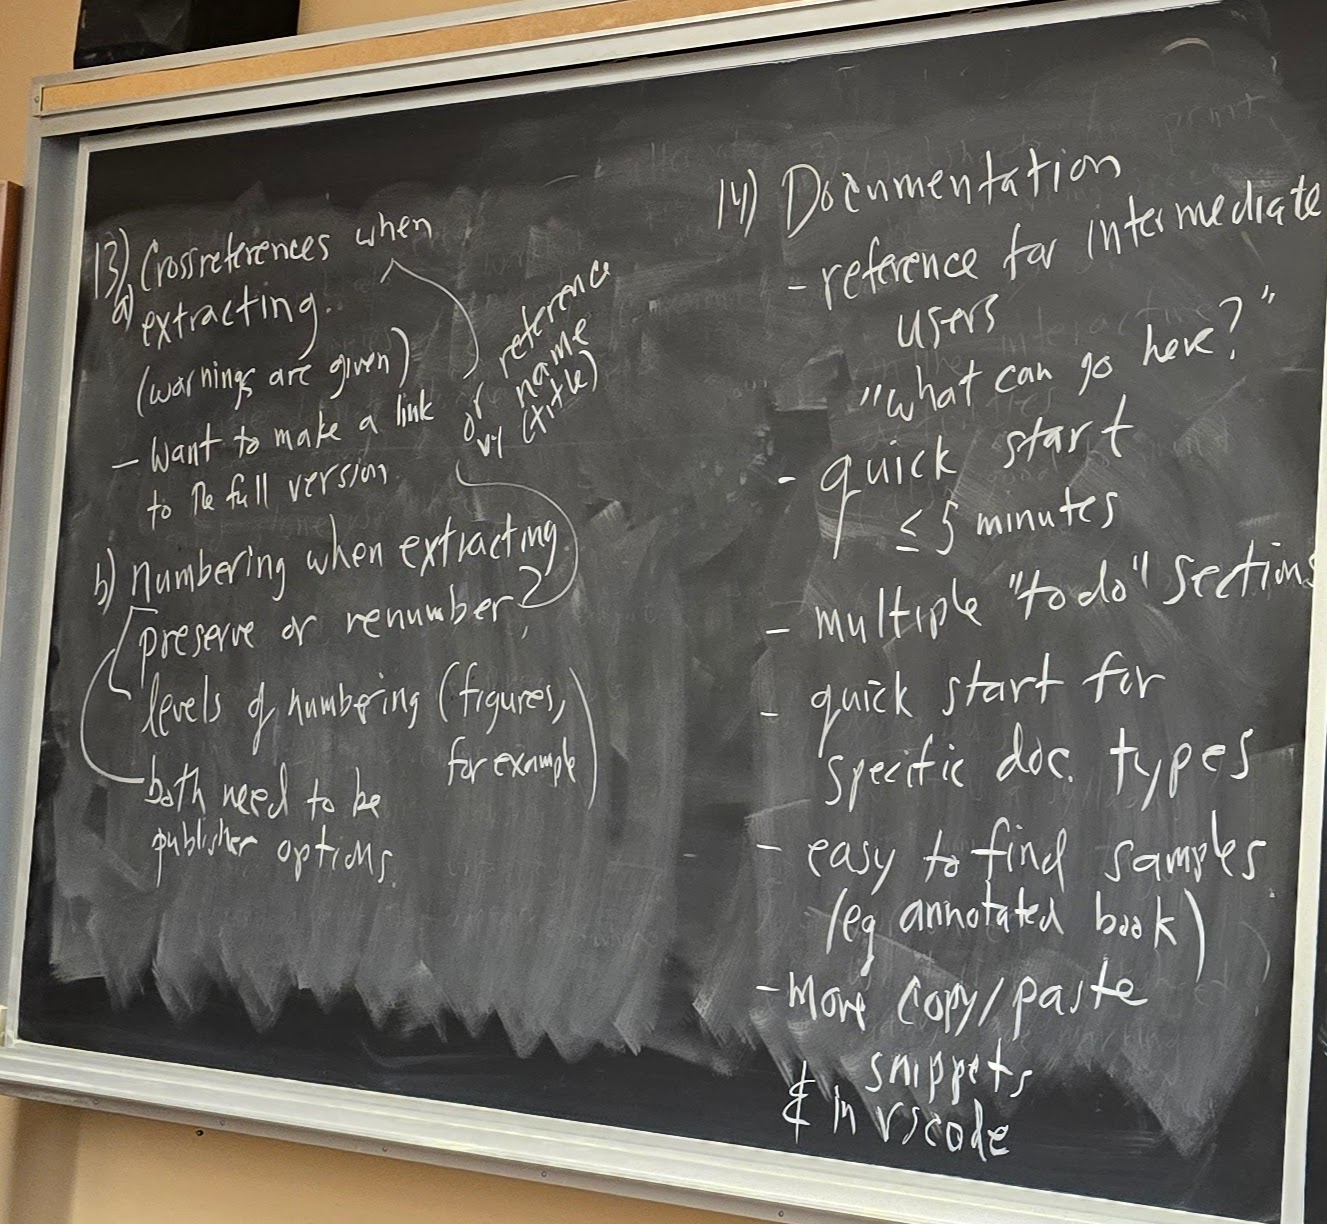 13) Crossreferences when
a) extracting.
(warnings are given)
- want to make a link
to the full version.
or reference
by name
(title)
b) numbering when extracting
preserve or renumber?
levels of numbering (figures,
for example)
both need to be
publisher options.
14) Documentation
- reference for intermediate
users
"what can go here?"
- quick start
≤ 5 minutes
- multiple "to do" sections
- quick start for
specific doc. types
- easy to find samples
(eg annotated book)
- more copy/paste
snippets
& in vscode